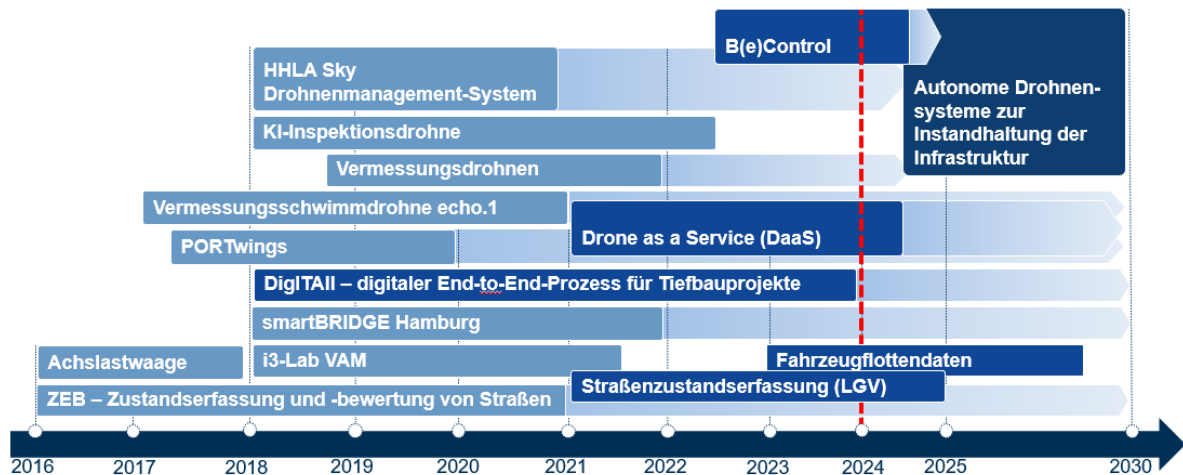 B(e)Control
HHLA Sky
Drohnenmanagement-System
Autonome Drohnen-
systeme zur
Instandhaltung der
Infrastruktur
KI-Inspektionsdrohne
Vermessungsdrohnen
Vermessungsschwimmdrohne echo.1
Drone as a Service (DaaS)
PORTwings
DigITAll – digitaler End-to-End-Prozess für Tiefbauprojekte
smartBRIDGE Hamburg
Achslastwaage
i3-Lab VAM
Fahrzeugflottendaten
Straßenzustandserfassung (LGV)
ZEB – Zustandserfassung und -bewertung von Straßen
2016 2017 2018 2019 2020 2021 2022 2023 2024 2025 2030